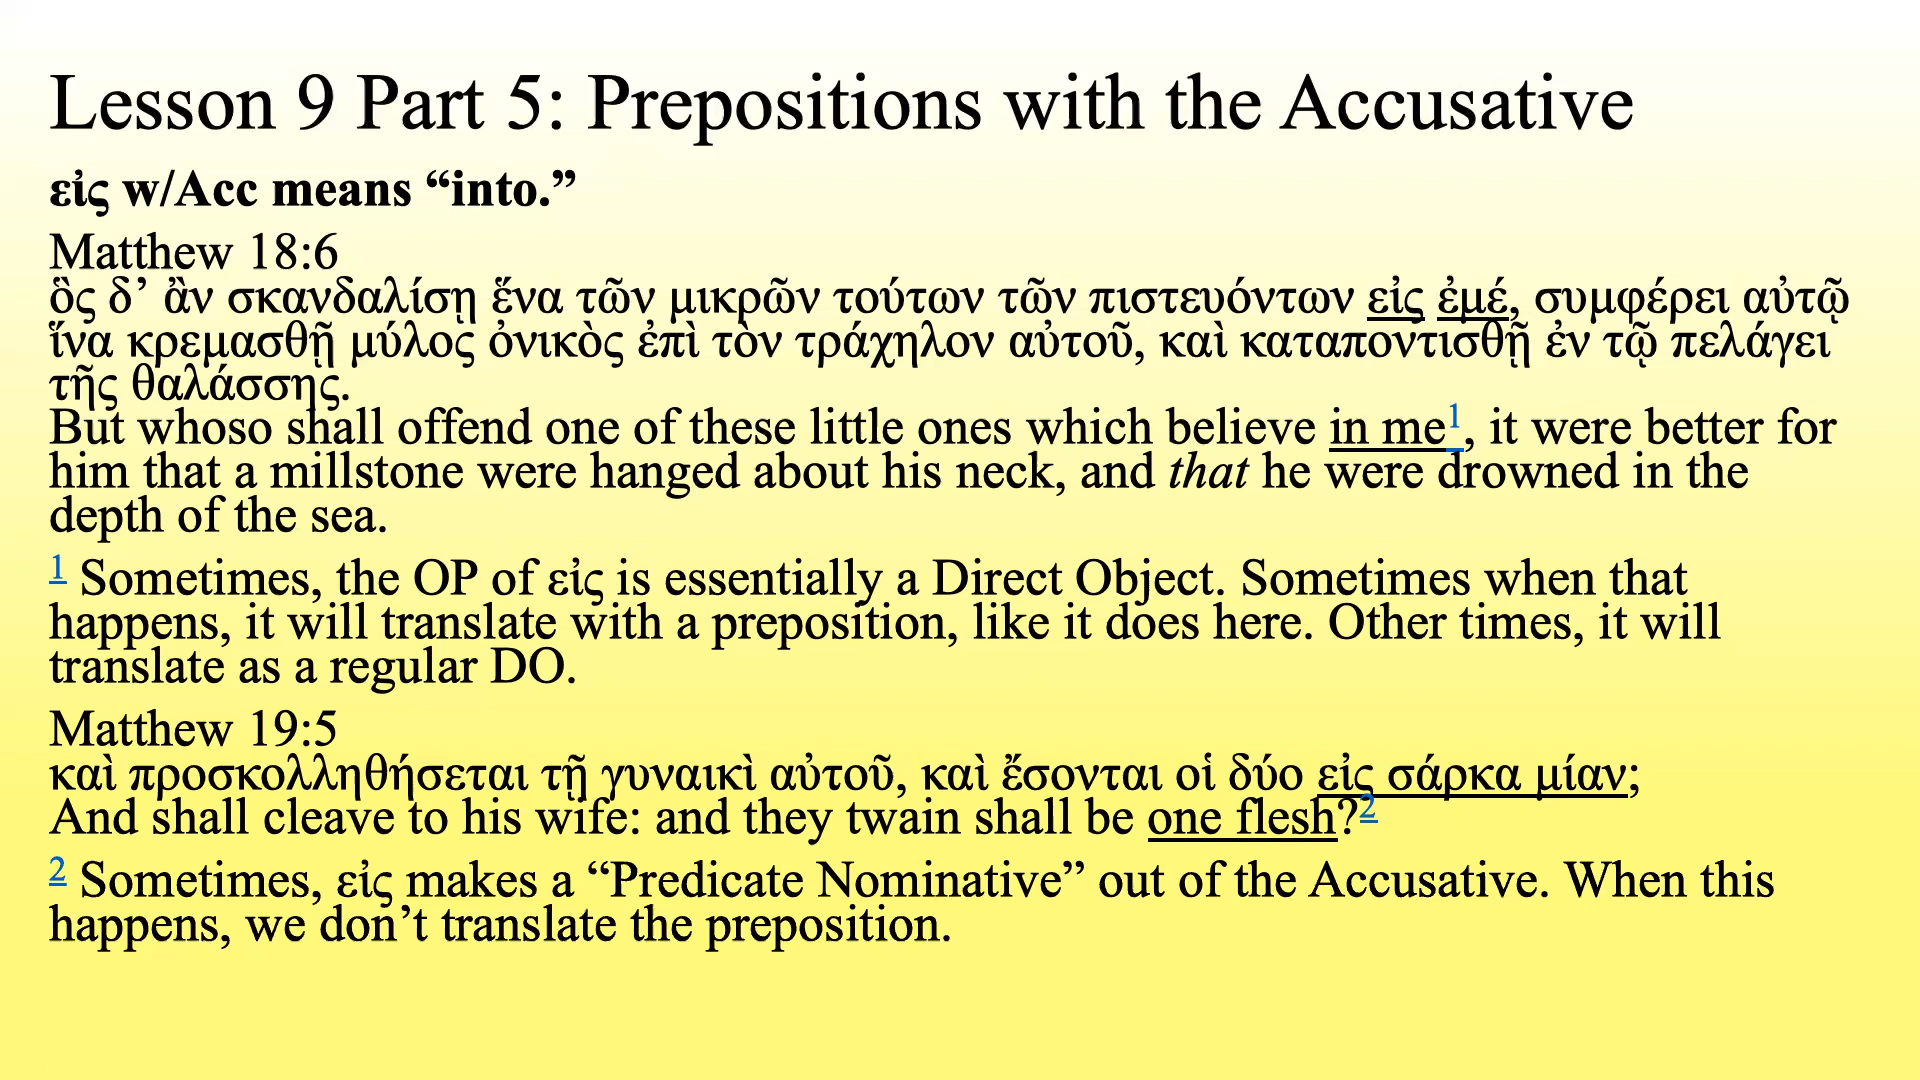 Lesson 9 Part 5: Prepositions with the Accusative
εἰς w/Acc means “into.”
Matthew 18:6
ὃς δ’ ἂν σκανδαλίσῃ ἕνα τῶν μικρῶν τούτων τῶν πιστευόντων εἰς ἐμέ, συμφέρει αὐτῷ
ἵνα κρεμασθῇ μύλος ὀνικὸς ἐπὶ τὸν τράχηλον αὐτοῦ, καὶ καταποντισθῇ ἐν τῷ πελάγει
τῆς θαλάσσης.
But whoso shall offend one of these little ones which believe in me1, it were better for
him that a millstone were hanged about his neck, and that he were drowned in the
depth of the sea.
1 Sometimes, the OP of εἰς is essentially a Direct Object. Sometimes when that
happens, it will translate with a preposition, like it does here. Other times, it will
translate as a regular DO.
Matthew 19:5
καὶ προσκολληθήσεται τῇ γυναικὶ αὐτοῦ, καὶ ἔσονται οἱ δύο εἰς σάρκα μίαν;
And shall cleave to his wife: and they twain shall be one flesh?2
2 Sometimes, εἰς makes a “Predicate Nominative” out of the Accusative. When this
happens, we don’t translate the preposition.